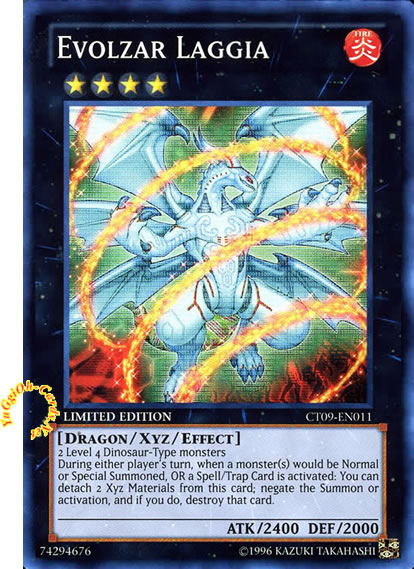 EVOLZAR LAGGIA
FIRE
炎
YuGgiOh-Cards.Net
LIMITED EDITION
CT09-EN011
[DRAGON/XYZ/EFFECT]
2 Level 4 Dinosaur-Type monsters
During either player's turn, when a monster(s) would be Normal
or Special Summoned, OR a Spell/Trap Card is activated: You can
detach 2 Xyz Materials from this card; negate the Summon or
activation, and if you do, destroy that card.
ATK/2400 DEF/2000
74294676
©1996 KAZUKI TAKAHASHI